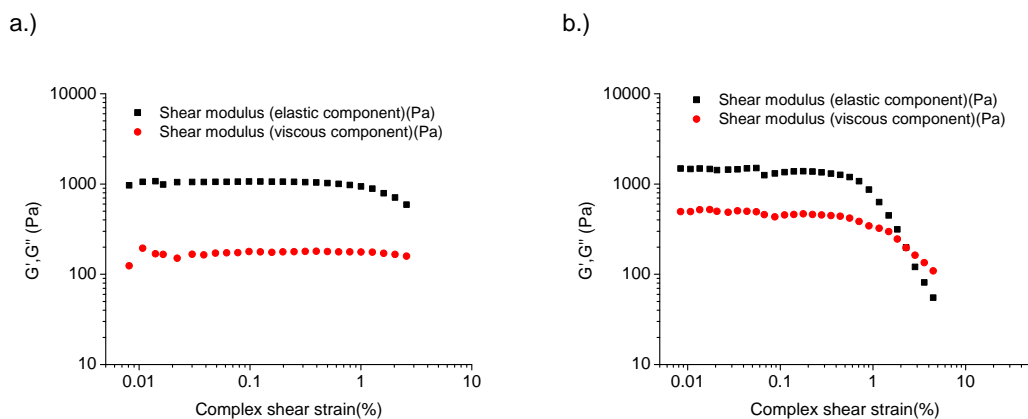 a.)
10000
1000
100
10
G',G" (Pa)
Shear modulus (elastic component)(Pa)
Shear modulus (viscous component)(Pa)
0.01
0.1
1
10
Complex shear strain(%)
b.)
10000
1000
100
10
G',G" (Pa)
Shear modulus (elastic component)(Pa)
Shear modulus (viscous component)(Pa)
0.01
0.1
1
10
Complex shear strain(%)